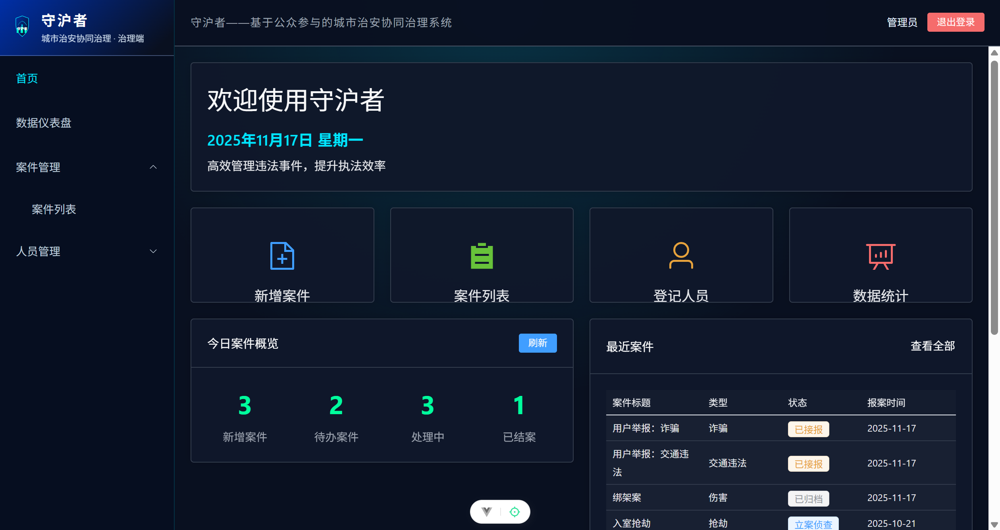 守沪者
城市治安协同治理 · 治理端
守沪者——基于公众参与的城市治安协同治理系统
管理员
退出登录
首页
数据仪表盘
案件管理
案件列表
人员管理
欢迎使用守沪者
2025年11月17日 星期一
高效管理违法事件，提升执法效率
新增案件
案件列表
登记人员
数据统计
今日案件概览
刷新
3
2
3
1
新增案件
待办案件
处理中
已结案
最近案件
查看全部
案件标题 类型 状态 报案时间
用户举报：诈骗 诈骗 已接报 2025-11-17
用户举报：交通违
法
交通违法 已接报 2025-11-17
绑架案 伤害 已归档 2025-11-17
入室抢劫 抢劫 立案侦查 2025-10-21